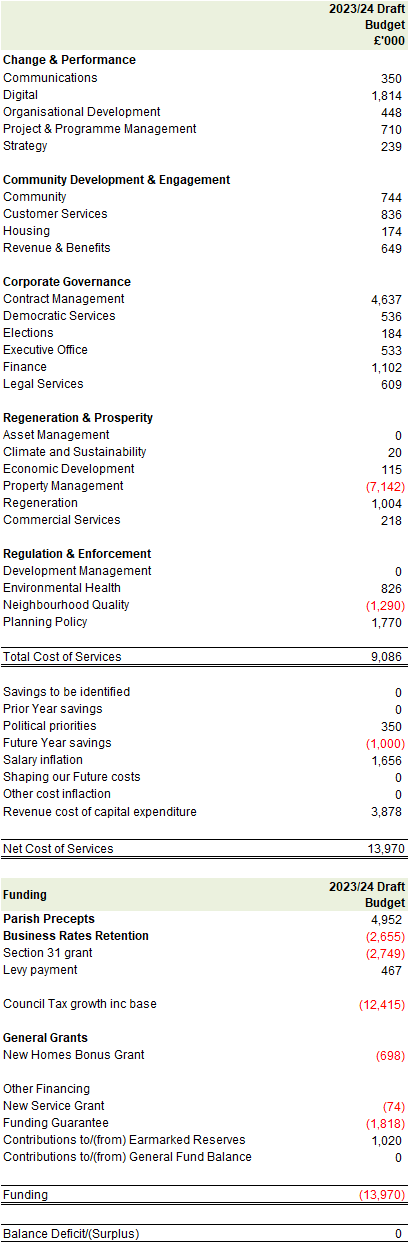 2023/24 Draft
Budget
£'000
Change & Performance
Communications 350
Digital 1,814
Organisational Development 448
Project & Programme Management 710
Strategy 239
Community Development & Engagement
Community 744
Customer Services 836
Housing 174
Revenue & Benefits 649
Corporate Governance
Contract Management 4,637
Democratic Services 536
Elections 184
Executive Office 533
Finance 1,102
Legal Services 609
Regeneration & Prosperity
Asset Management 0
Climate and Sustainability 20
Economic Development 115
Property Management (7,142)
Regeneration 1,004
Commercial Services 218
Regulation & Enforcement
Development Management 0
Environmental Health 826
Neighbourhood Quality (1,290)
Planning Policy 1,770
Total Cost of Services 9,086
Savings to be identified 0
Prior Year savings 0
Political priorities 350
Future Year savings (1,000)
Salary inflation 1,656
Shaping our Future costs 0
Other cost inflaction 0
Revenue cost of capital expenditure 3,878
Net Cost of Services 13,970
Funding 2023/24 Draft
Budget
Parish Precepts 4,952
Business Rates Retention (2,655)
Section 31 grant (2,749)
Levy payment 467
Council Tax growth inc base (12,415)
General Grants
New Homes Bonus Grant (698)
Other Financing
New Service Grant (74)
Funding Guarantee (1,818)
Contributions to/(from) Earmarked Reserves 1,020
Contributions to/(from) General Fund Balance 0
Funding (13,970)
Balance Deficit/(Surplus) 0